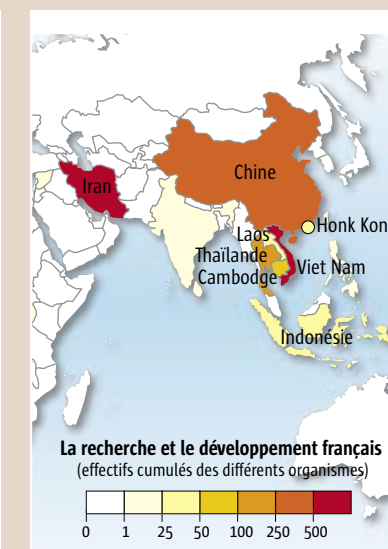 Chine
Iran
Honk Kon
Laos
Thaïlande
Viet Nam
Cambodge
Indonésie
La recherche et le développement français
(effectifs cumulés des différents organismes)
0 1 25 50 100 250 500